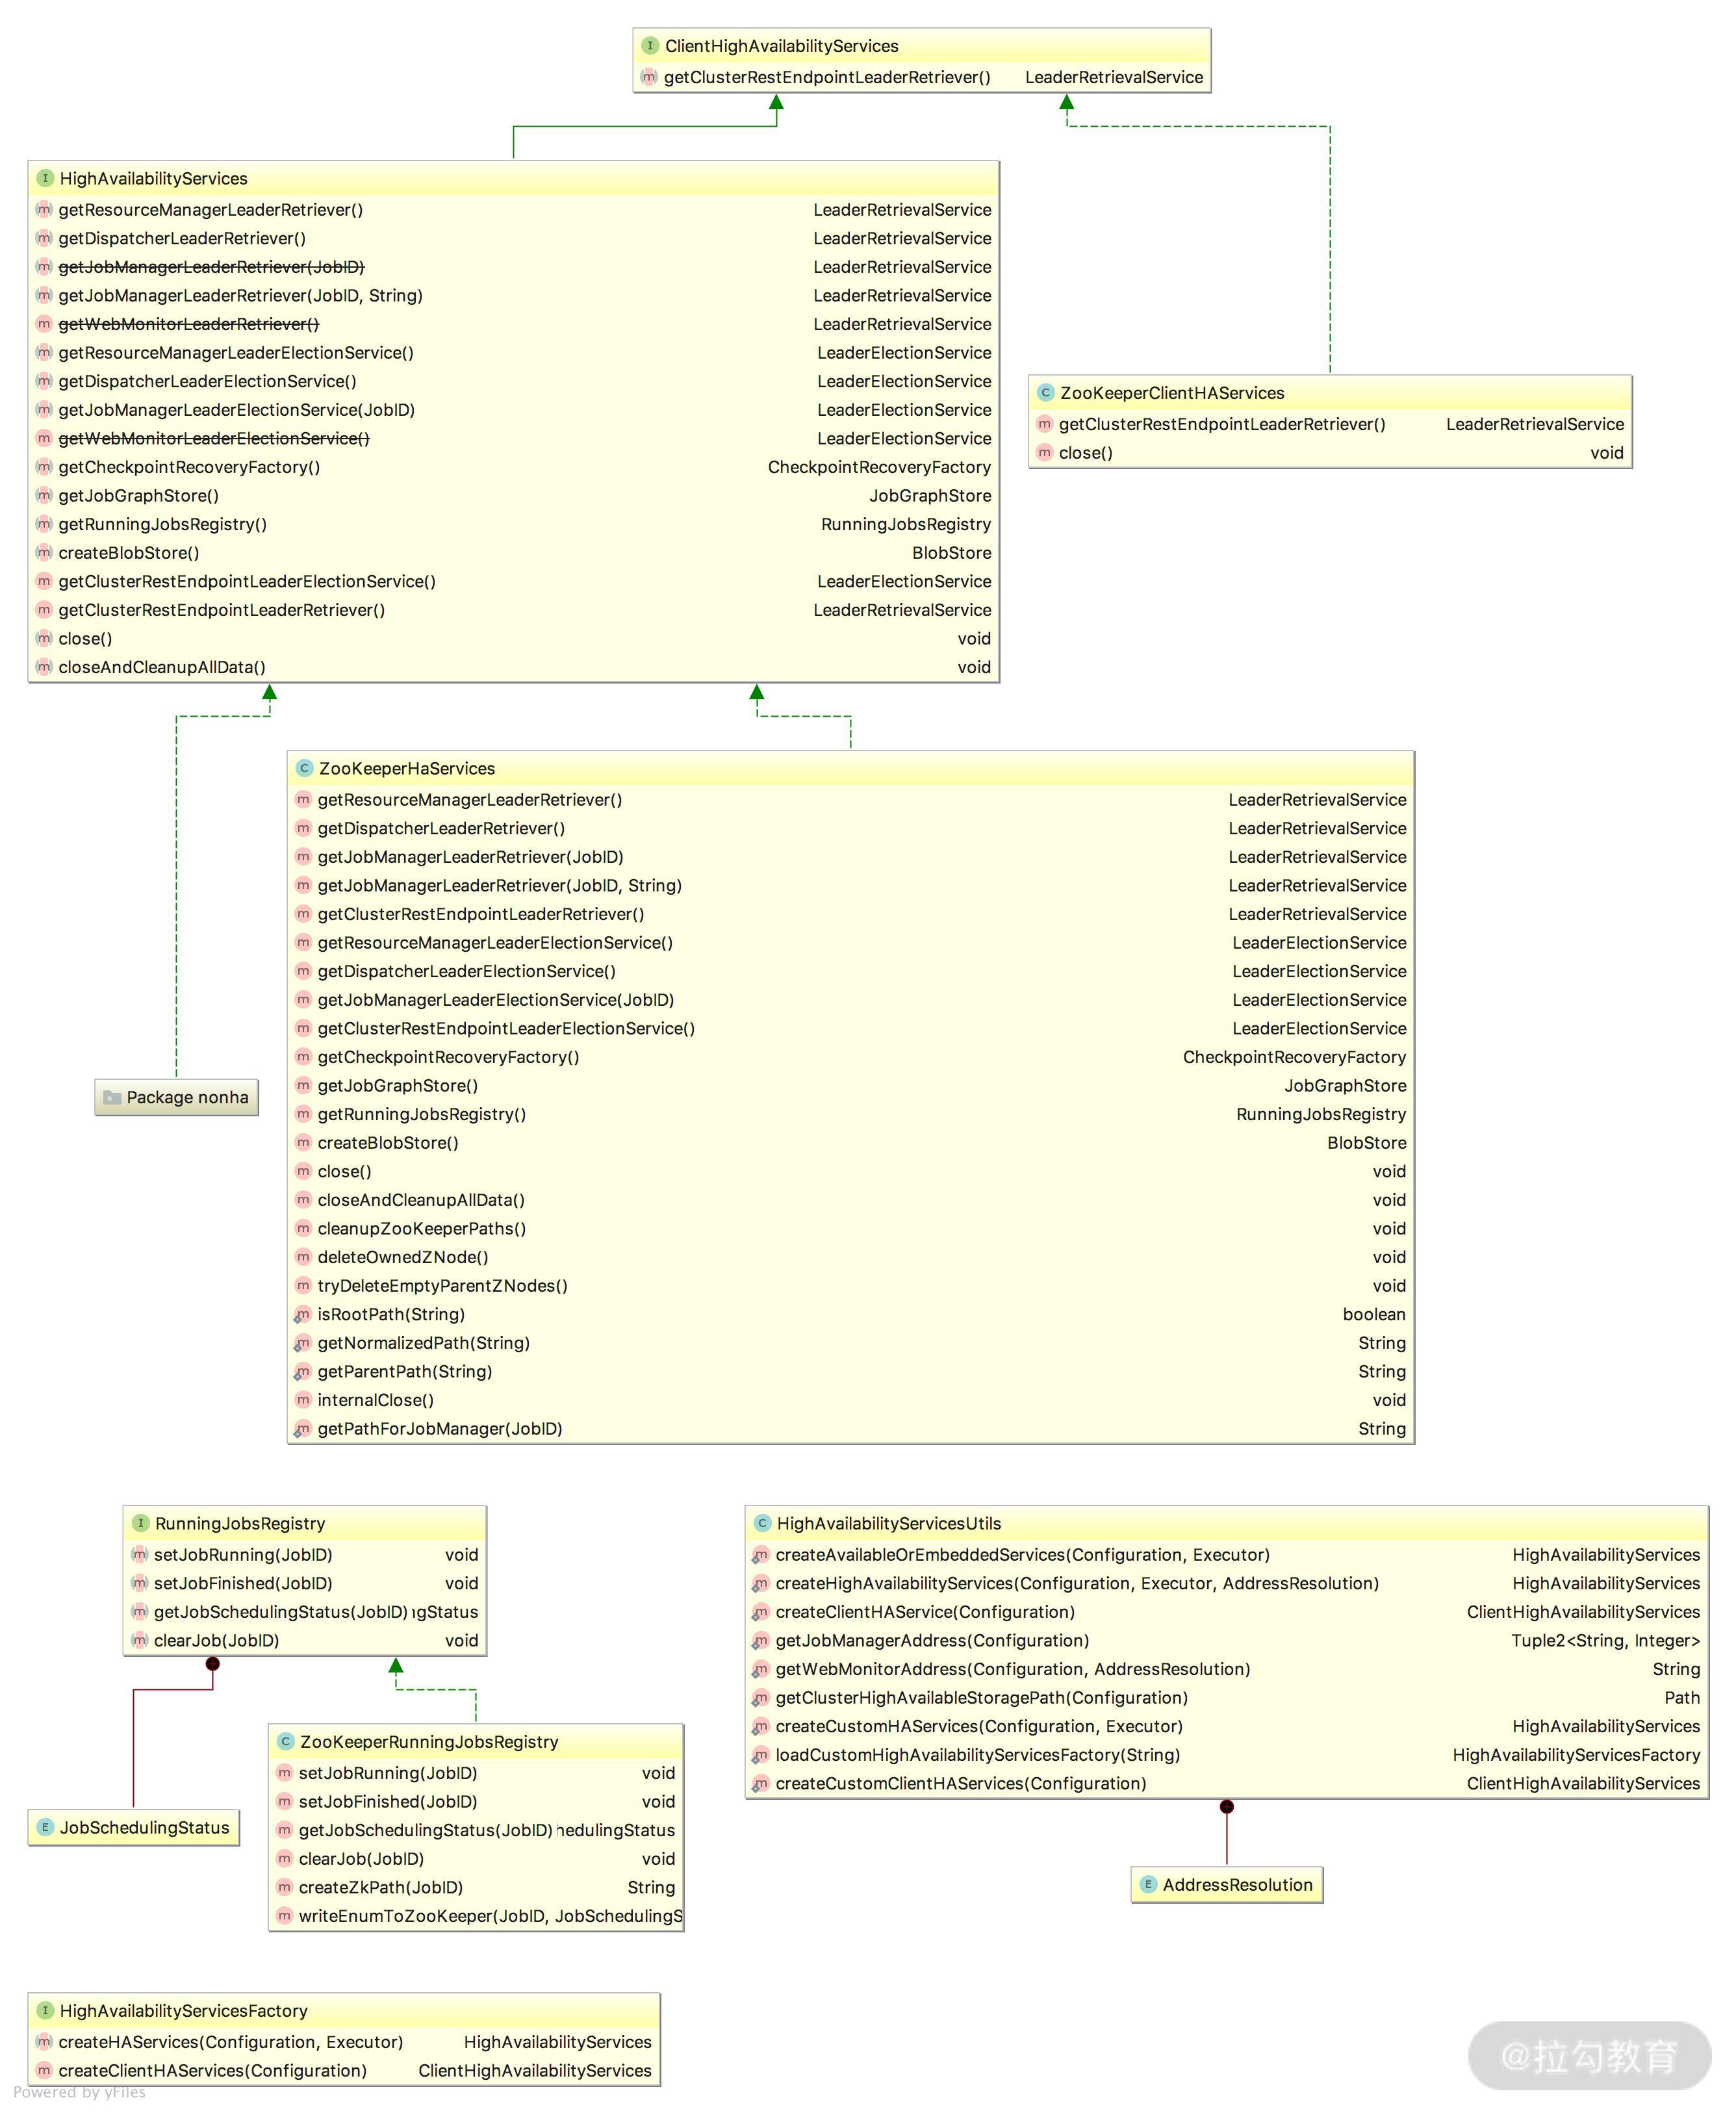 ClientHighAvailabilityServices
getClusterRestEndpointLeaderRetriever() LeaderRetrievalService
HighAvailabilityServices
getResourceManagerLeaderRetriever() LeaderRetrievalService
getDispatcherLeaderRetriever() LeaderRetrievalService
getJobManagerLeaderRetriever(JobID) LeaderRetrievalService
getJobManagerLeaderRetriever(JobID, String) LeaderRetrievalService
getWebMonitorLeaderRetriever() LeaderRetrievalService
getResourceManagerLeaderElectionService() LeaderElectionService
getDispatcherLeaderElectionService() LeaderElectionService
getJobManagerLeaderElectionService(JobID) LeaderElectionService
getWebMonitorLeaderElectionService() LeaderElectionService
getCheckpointRecoveryFactory() CheckpointRecoveryFactory
getJobGraphStore() JobGraphStore
getRunningJobsRegistry() RunningJobsRegistry
createBlobStore() BlobStore
getClusterRestEndpointLeaderElectionService() LeaderElectionService
getClusterRestEndpointLeaderRetriever() LeaderRetrievalService
close() void
closeAndCleanupAllData() void
ZooKeeperClientHAServices
getClusterRestEndpointLeaderRetriever() LeaderRetrievalService
close() void
ZooKeeperHaServices
getResourceManagerLeaderRetriever() LeaderRetrievalService
getDispatcherLeaderRetriever() LeaderRetrievalService
getJobManagerLeaderRetriever(JobID) LeaderRetrievalService
getJobManagerLeaderRetriever(JobID, String) LeaderRetrievalService
getClusterRestEndpointLeaderRetriever() LeaderRetrievalService
getResourceManagerLeaderElectionService() LeaderElectionService
getDispatcherLeaderElectionService() LeaderElectionService
getJobManagerLeaderElectionService(JobID) LeaderElectionService
getClusterRestEndpointLeaderElectionService() LeaderElectionService
getCheckpointRecoveryFactory() CheckpointRecoveryFactory
getJobGraphStore() JobGraphStore
getRunningJobsRegistry() RunningJobsRegistry
createBlobStore() BlobStore
close() void
closeAndCleanupAllData() void
cleanupZooKeeperPaths() void
deleteOwnedZNode() void
tryDeleteEmptyParentZNodes() void
isRootPath(String) boolean
getNormalizedPath(String) String
getParentPath(String) String
internalClose() void
getPathForJobManager(JobID) String
Package nonha
RunningJobsRegistry
setJobRunning(JobID) void
setJobFinished(JobID) void
getJobSchedulingStatus(JobID) gStatus
clearJob(JobID) void
HighAvailabilityServicesUtils
createAvailableOrEmbeddedServices(Configuration, Executor) HighAvailabilityServices
createHighAvailabilityServices(Configuration, Executor, AddressResolution) HighAvailabilityServices
createClientHAService(Configuration) ClientHighAvailabilityServices
getJobManagerAddress(Configuration) Tuple2<String, Integer>
getWebMonitorAddress(Configuration, AddressResolution) String
getClusterHighAvailableStoragePath(Configuration) Path
createCustomHAServices(Configuration, Executor) HighAvailabilityServices
loadCustomHighAvailabilityServicesFactory(String) HighAvailabilityServicesFactory
createCustomClientHAServices(Configuration) ClientHighAvailabilityServices
ZooKeeperRunningJobsRegistry
setJobRunning(JobID) void
setJobFinished(JobID) void
getJobSchedulingStatus(JobID) hedulingStatus
clearJob(JobID) void
createZkPath(JobID) String
writeEnumToZooKeeper(JobID, JobSchedulingS
JobSchedulingStatus
AddressResolution
HighAvailabilityServicesFactory
createHAServices(Configuration, Executor) HighAvailabilityServices
createClientHAServices(Configuration) ClientHighAvailabilityServices
Powered by yFiles
@拉勾教育